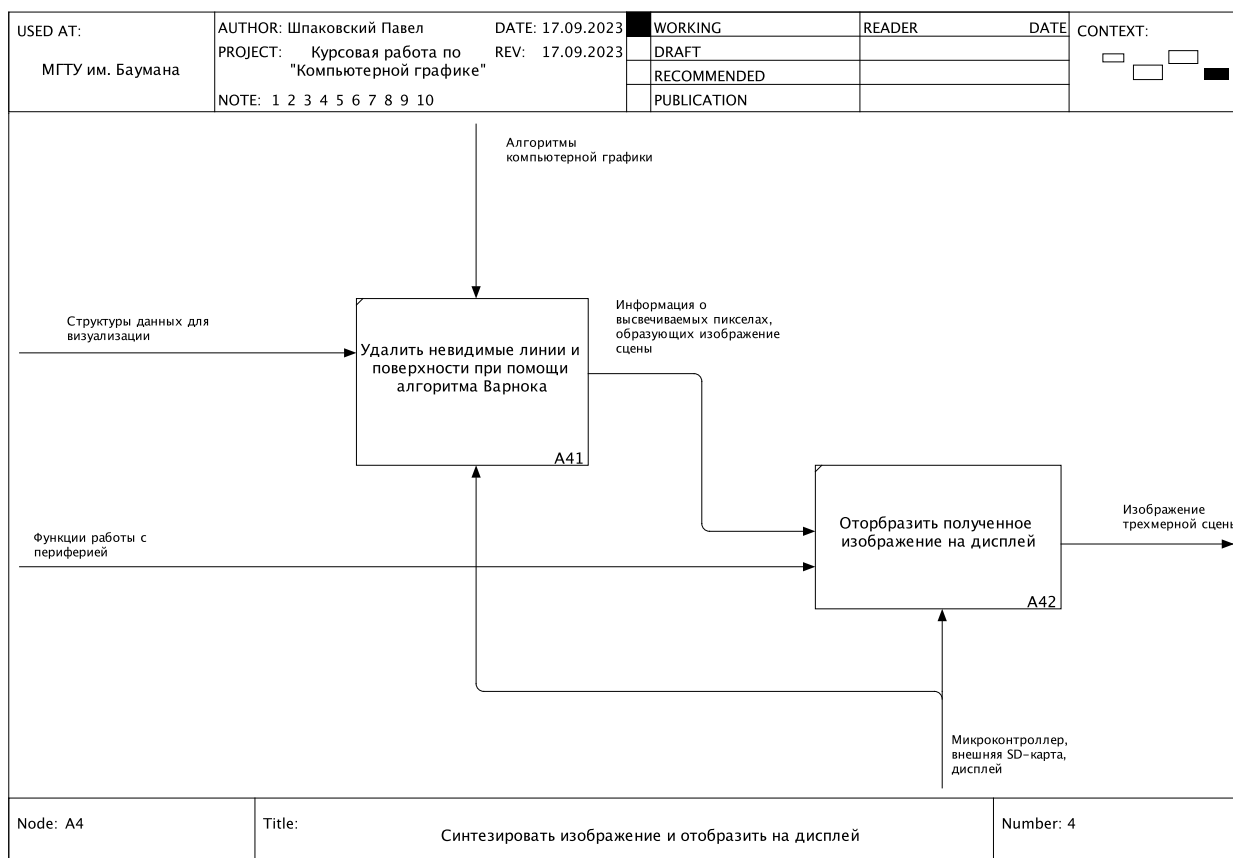 USED AT:
МГТУ им. Баумана
AUTHOR: Шпаковский Павел
DATE: 17.09.2023
PROJECT: Курсовая работа по
"Компьютерной графике"
REV: 17.09.2023
NOTE: 1 2 3 4 5 6 7 8 9 10
WORKING
DRAFT
RECOMMENDED
PUBLICATION
READER DATE
CONTEXT:
Алгоритмы
компьютерной графики
Структуры данных для
визуализации
Удалить невидимые линии и
поверхности при помощи
алгоритма Варнока
A41
Информация о
высвечиваемых пикселах,
образующих изображение
сцены
Функции работы с
периферией
Оторбразить полученное
изображение на дисплей
A42
Изображение
трехмерной сцены
Микроконтроллер,
внешняя SD-карта,
дисплей
Node: A4
Title:
Синтезировать изображение и отобразить на дисплей
Number: 4